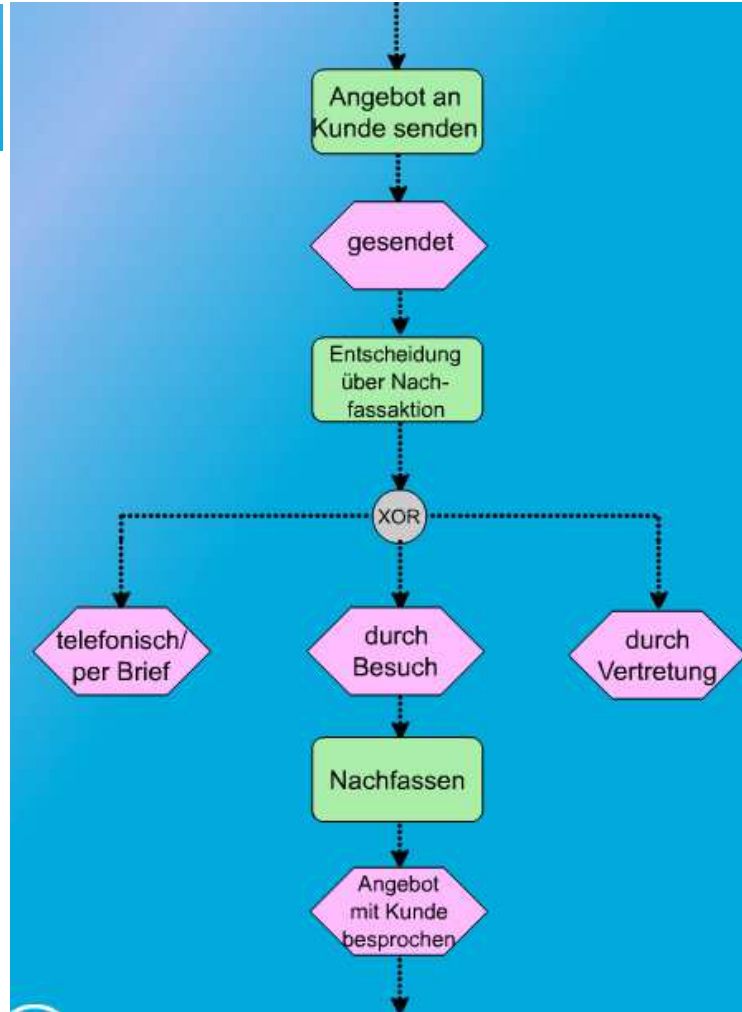 Angebot an
Kunde senden
gesendet
Entscheidung
über Nach-
fassaktion
XOR
telefonisch/
per Brief
durch
Besuch
durch
Vertretung
Nachfassen
Angebot
mit Kunde
besprochen